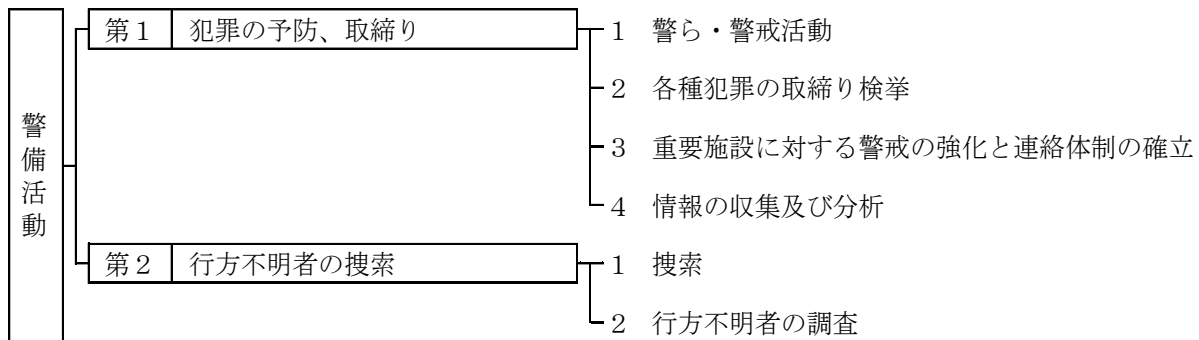 警備活動
第1 犯罪の予防、取締り
1 警ら・警戒活動
2 各種犯罪の取締り検挙
3 重要施設に対する警戒の強化と連絡体制の確立
4 情報の収集及び分析
第2 行方不明者の捜索
1 捜索
2 行方不明者の調査